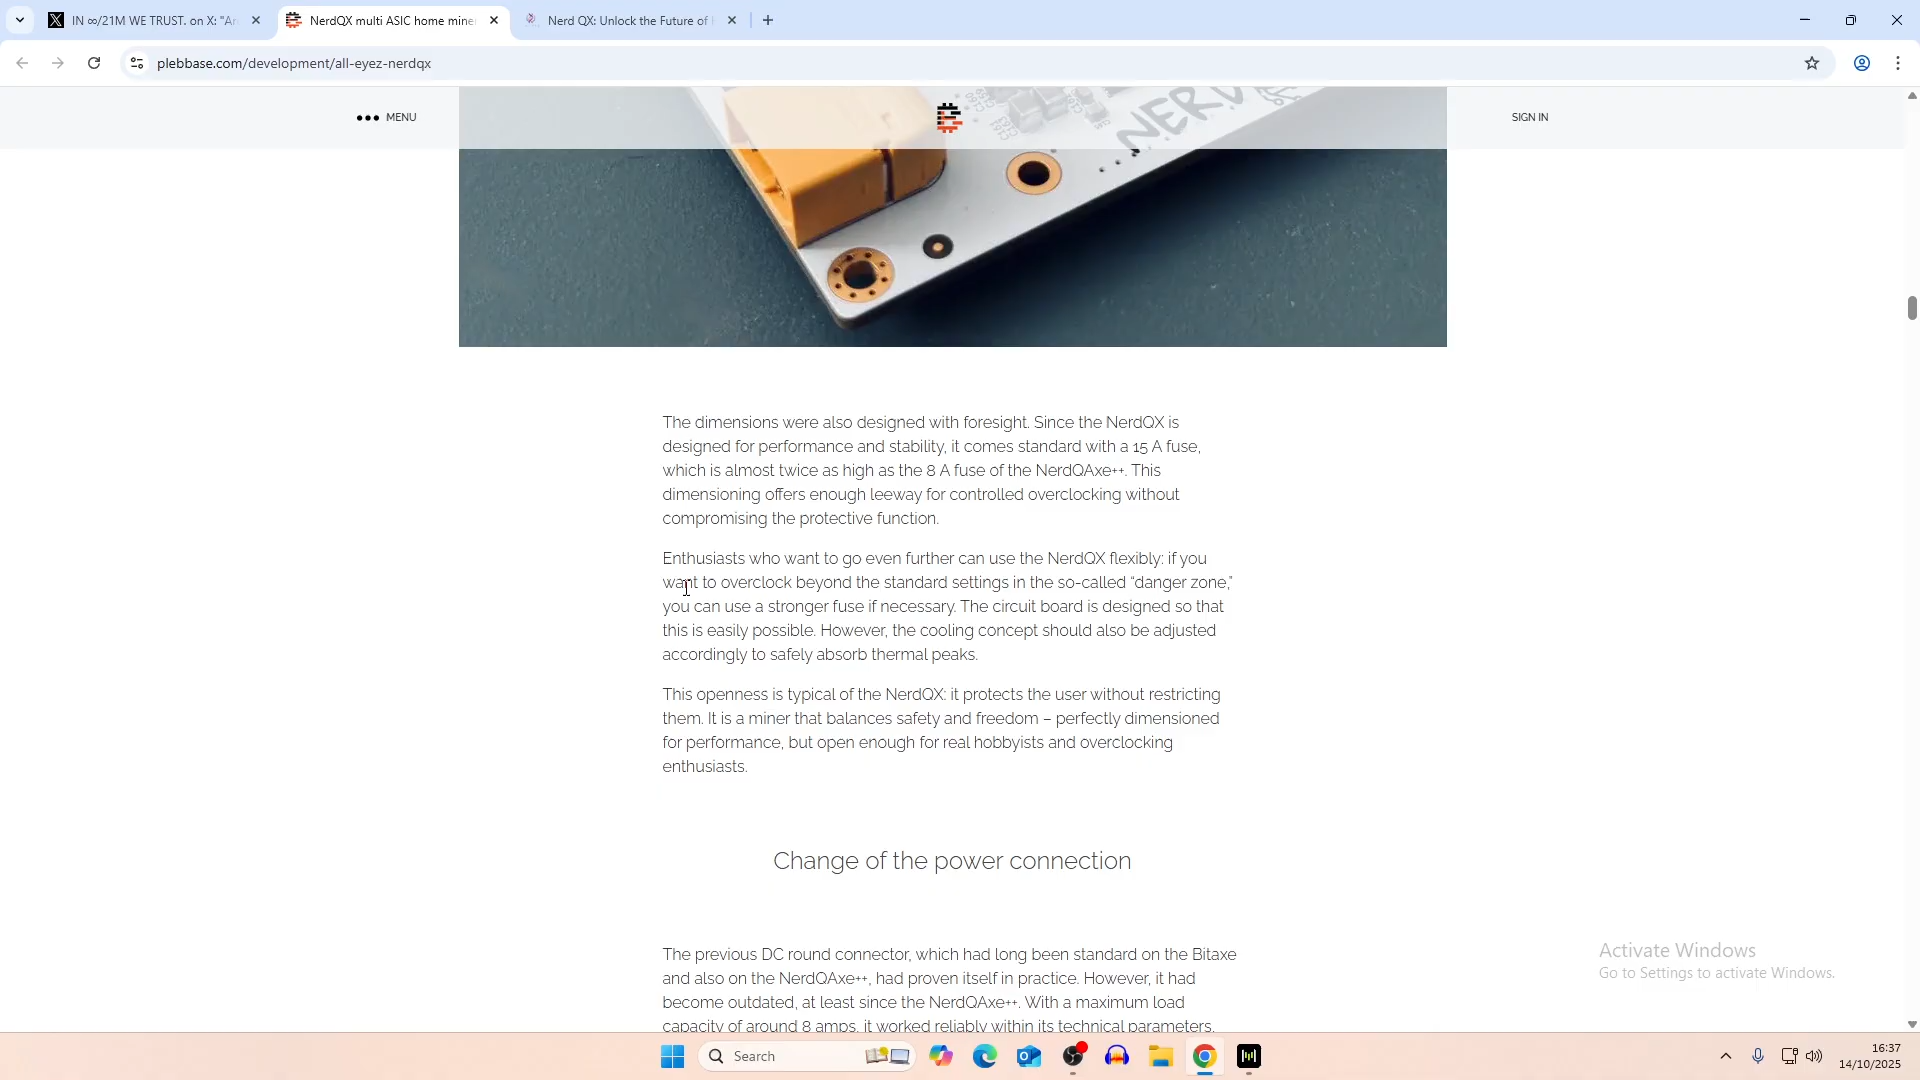 IN ∞/21M WE TRUST. on X: "Ar
NerdQX multi ASIC home mine
Nerd QX: Unlock the Future of
plebbase.com/development/all-eyez-nerdqx
MENU
SIGN IN
NERD
The dimensions were also designed with foresight. Since the NerdQX is
designed for performance and stability, it comes standard with a 15 A fuse,
which is almost twice as high as the 8 A fuse of the NerdQAxe++. This
dimensioning offers enough leeway for controlled overclocking without
compromising the protective function.
Enthusiasts who want to go even further can use the NerdQX flexibly: if you
want to overclock beyond the standard settings in the so-called “danger zone,”
you can use a stronger fuse if necessary. The circuit board is designed so that
this is easily possible. However, the cooling concept should also be adjusted
accordingly to safely absorb thermal peaks.
This openness is typical of the NerdQX: it protects the user without restricting
them. It is a miner that balances safety and freedom – perfectly dimensioned
for performance, but open enough for real hobbyists and overclocking
enthusiasts.
Change of the power connection
The previous DC round connector, which had long been standard on the Bitaxe
and also on the NerdQAxe++, had proven itself in practice. However, it had
become outdated, at least since the NerdQAxe++. With a maximum load
capacity of around 8 amps, it worked reliably within its technical parameters.
Activate Windows
Go to Settings to activate Windows.
Search
16:37
14/10/2025